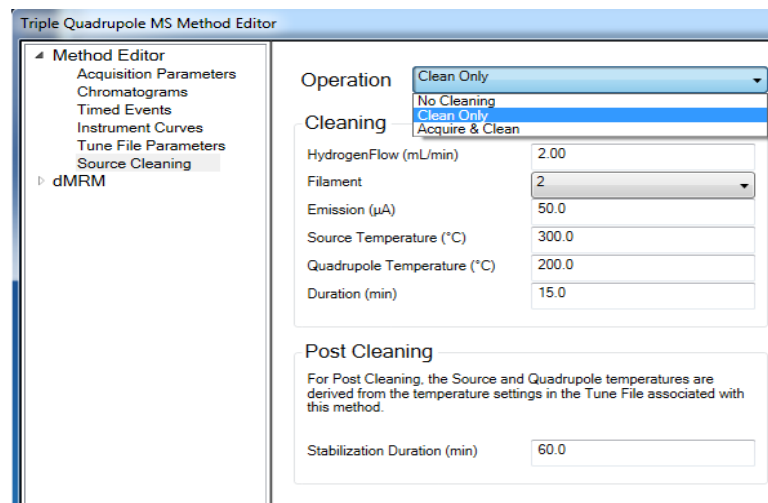 Triple Quadrupole MS Method Editor
Method Editor
Acquisition Parameters
Chromatograms
Timed Events
Instrument Curves
Tune File Parameters
Source Cleaning
dMRM
Operation
Clean Only
No Cleaning
Clean Only
Acquire & Clean
Cleaning
HydrogenFlow (mL/min) 2.00
Filament 2
Emission (µA) 50.0
Source Temperature (°C) 300.0
Quadrupole Temperature (°C) 200.0
Duration (min) 15.0
Post Cleaning
For Post Cleaning, the Source and Quadrupole temperatures are
derived from the temperature settings in the Tune File associated with
this method.
Stabilization Duration (min) 60.0